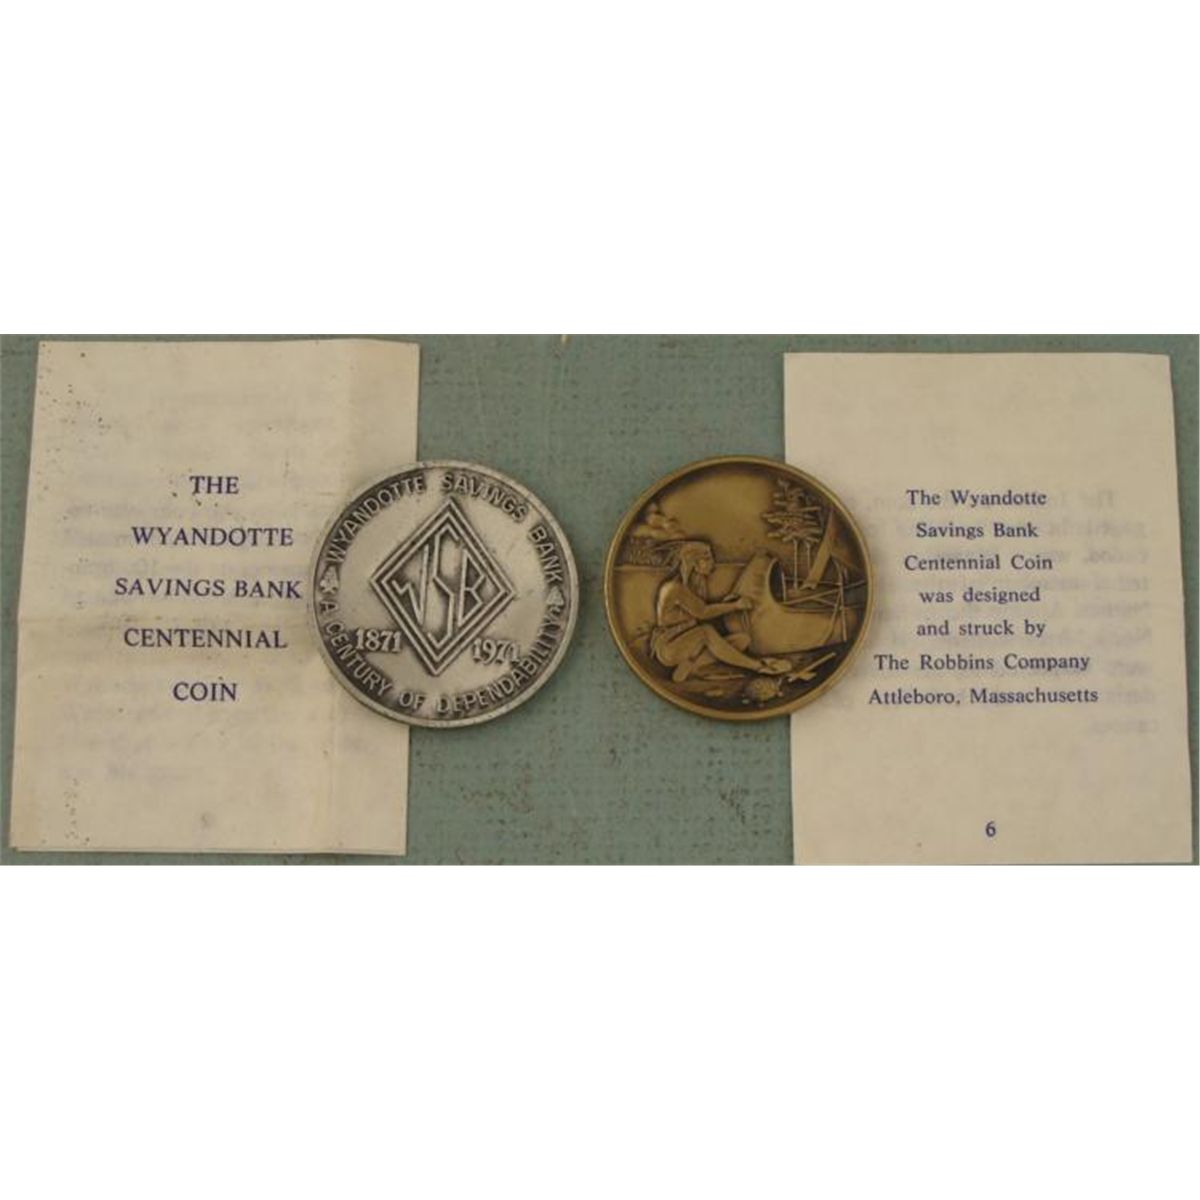 THE
WYANDOTTE
SAVINGS BANK
CENTENNIAL
COIN
WYANDOTTE SAVINGS BANK
WSB
1871 1971
A CENTURY OF DEPENDABILITY
The Wyandotte
Savings Bank
Centennial Coin
was designed
and struck by
The Robbins Company
Attleboro, Massachusetts
6